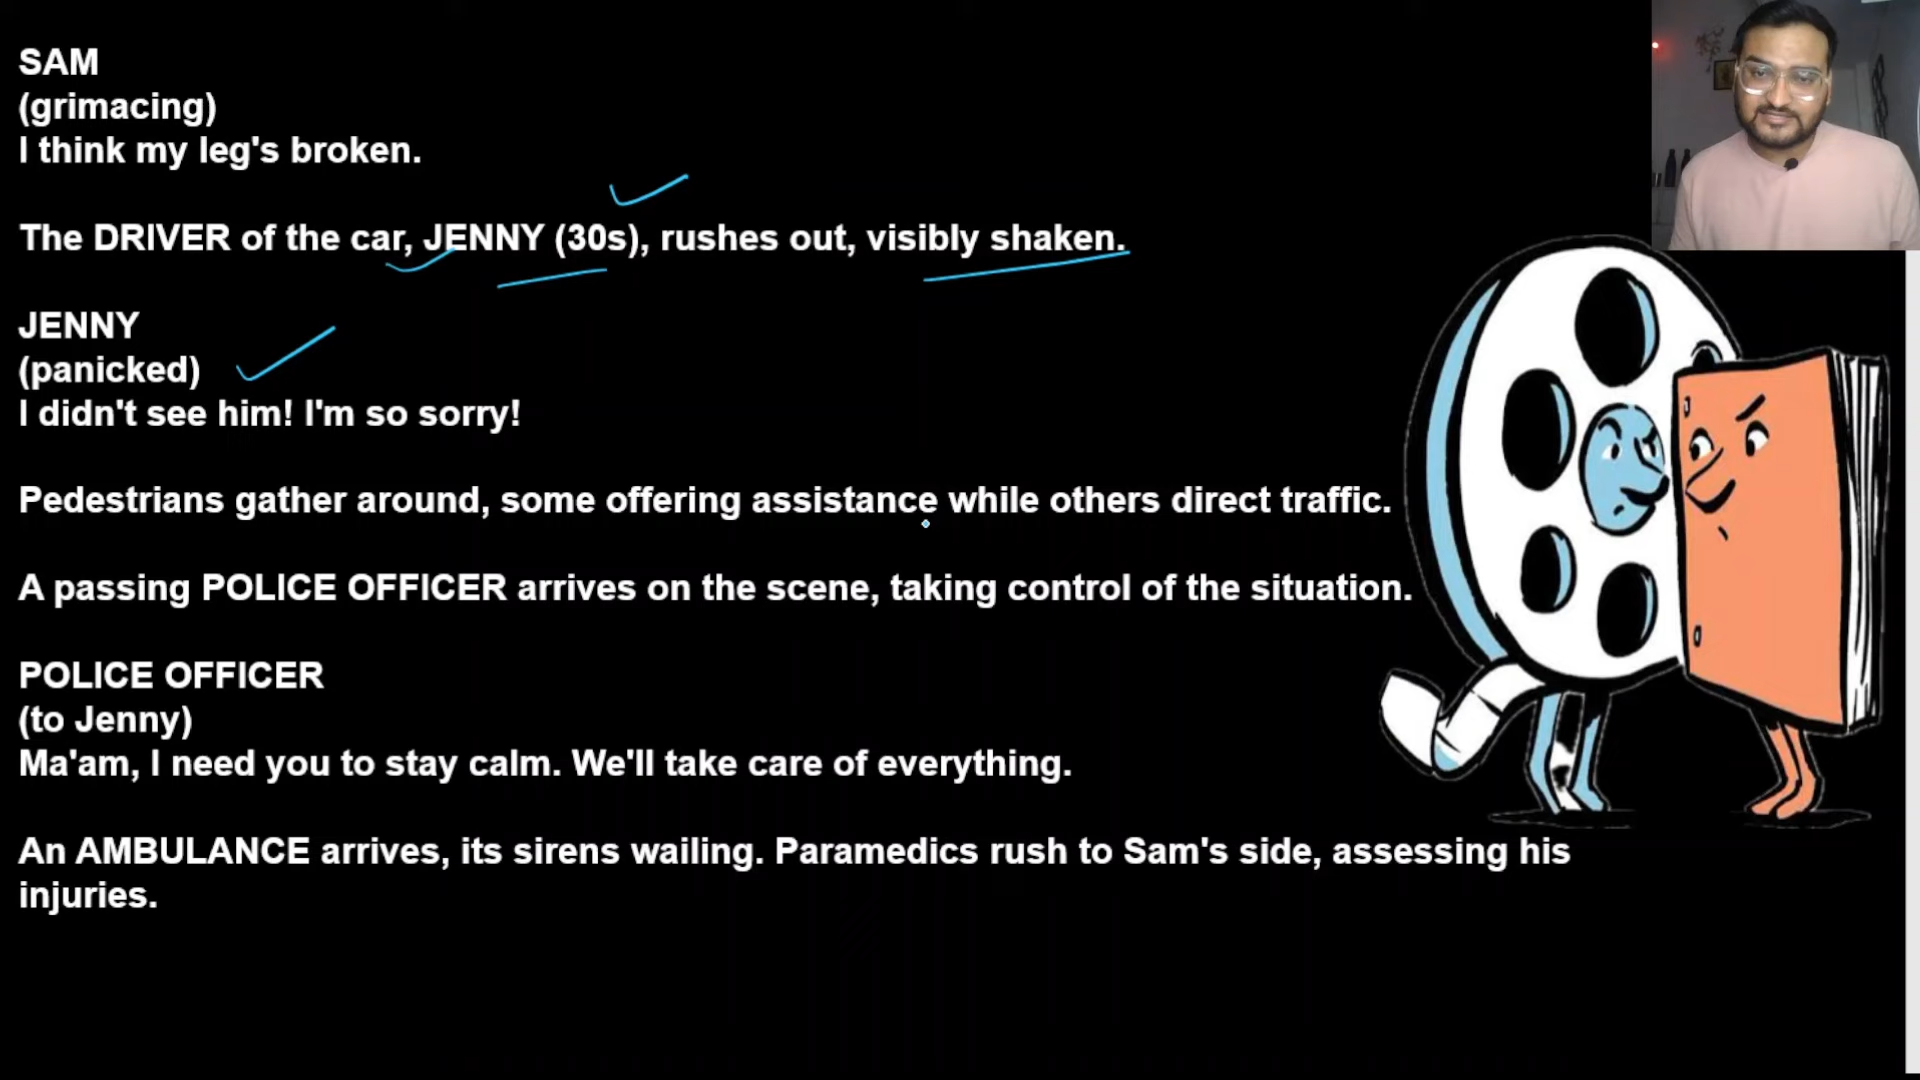 SAM
(grimacing)
I think my leg's broken.
The DRIVER of the car, JENNY (30s), rushes out, visibly shaken.
JENNY
(panicked)
I didn't see him! I'm so sorry!
Pedestrians gather around, some offering assistance while others direct traffic.
A passing POLICE OFFICER arrives on the scene, taking control of the situation.
POLICE OFFICER
(to Jenny)
Ma'am, I need you to stay calm. We'll take care of everything.
An AMBULANCE arrives, its sirens wailing. Paramedics rush to Sam's side, assessing his
injuries.